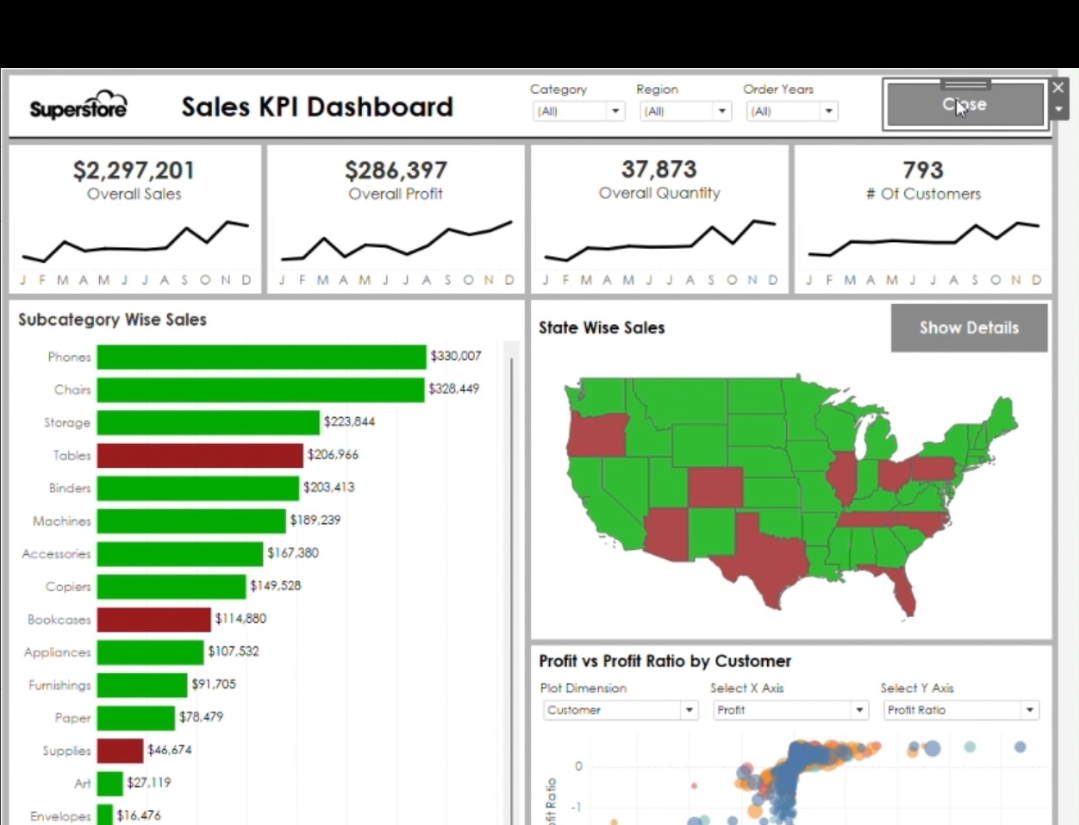 Superstore
Sales KPI Dashboard
Category
Region
Order Years
(All)
(All)
(All)
Close
$2,297,201
Overall Sales
J F M A M J J A S O N D
$286,397
Overall Profit
J F M A M J J A S O N D
37,873
Overall Quantity
J F M A M J J A S O N D
793
# Of Customers
J F M A M J J A S O N D
Subcategory Wise Sales
Phones $330,007
Chairs $328,449
Storage $223,844
Tables $206,966
Binders $203,413
Machines $189,239
Accessories $167,380
Copiers $149,528
Bookcases $114,880
Appliances $107,532
Furnishings $91,705
Paper $78,479
Supplies $46,674
Art $27,119
Envelopes $16,476
State Wise Sales
Show Details
Profit vs Profit Ratio by Customer
Plot Dimension
Select X Axis
Select Y Axis
Customer
Profit
Profit Ratio
0
-1
Ratio